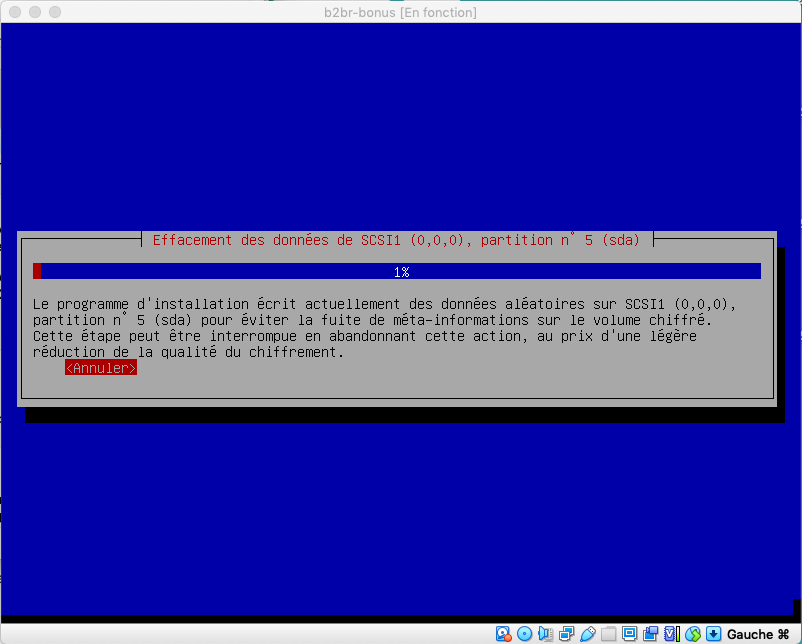 b2br-bonus [En fonction]
Effacement des données de SCSI1 (0,0,0), partition n° 5 (sda)
1%
Le programme d'installation écrit actuellement des données aléatoires sur SCSI1 (0,0,0),
partition n° 5 (sda) pour éviter la fuite de méta-informations sur le volume chiffré.
Cette étape peut être interrompue en abandonnant cette action, au prix d'une légère
réduction de la qualité du chiffrement.
<Annuler>
Gauche ⌘